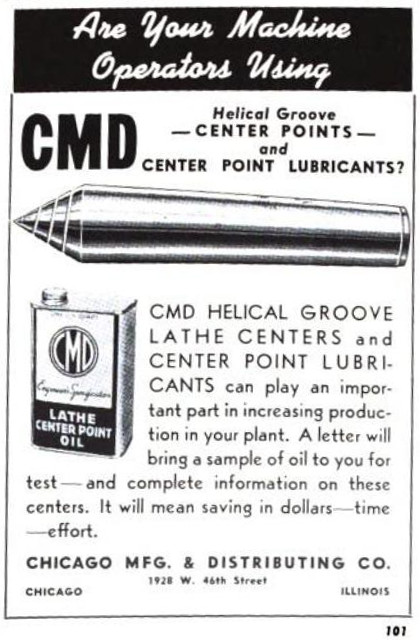 Are Your Machine
Operators Using
CMD
Helical Groove
—CENTER POINTS—
and
CENTER POINT LUBRICANTS?
CMD
Engineered Specification
LATHE
CENTER POINT
OIL
CMD HELICAL GROOVE
LATHE CENTERS and
CENTER POINT LUBRI-
CANTS can play an impor-
tant part in increasing produc-
tion in your plant. A letter will
bring a sample of oil to you for
test—and complete information on these
centers. It will mean saving in dollars—time
—effort.
CHICAGO MFG. & DISTRIBUTING CO.
1928 W. 46th Street
CHICAGO ILLINOIS
101